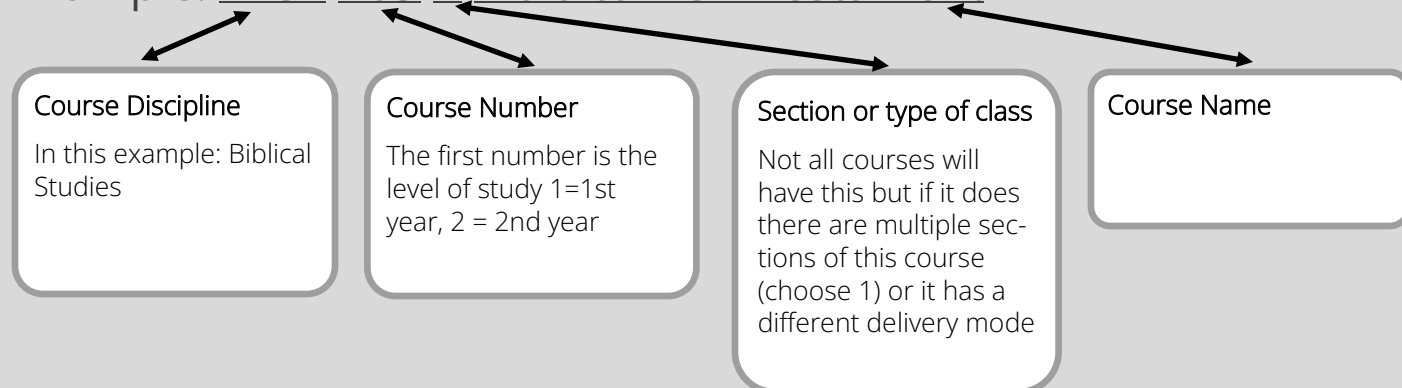 Course Discipline
In this example: Biblical
Studies
Course Number
The first number is the
level of study 1=1st
year, 2 = 2nd year
Section or type of class
Not all courses will
have this but if it does
there are multiple sec-
tions of this course
(choose 1) or it has a
different delivery mode
Course Name